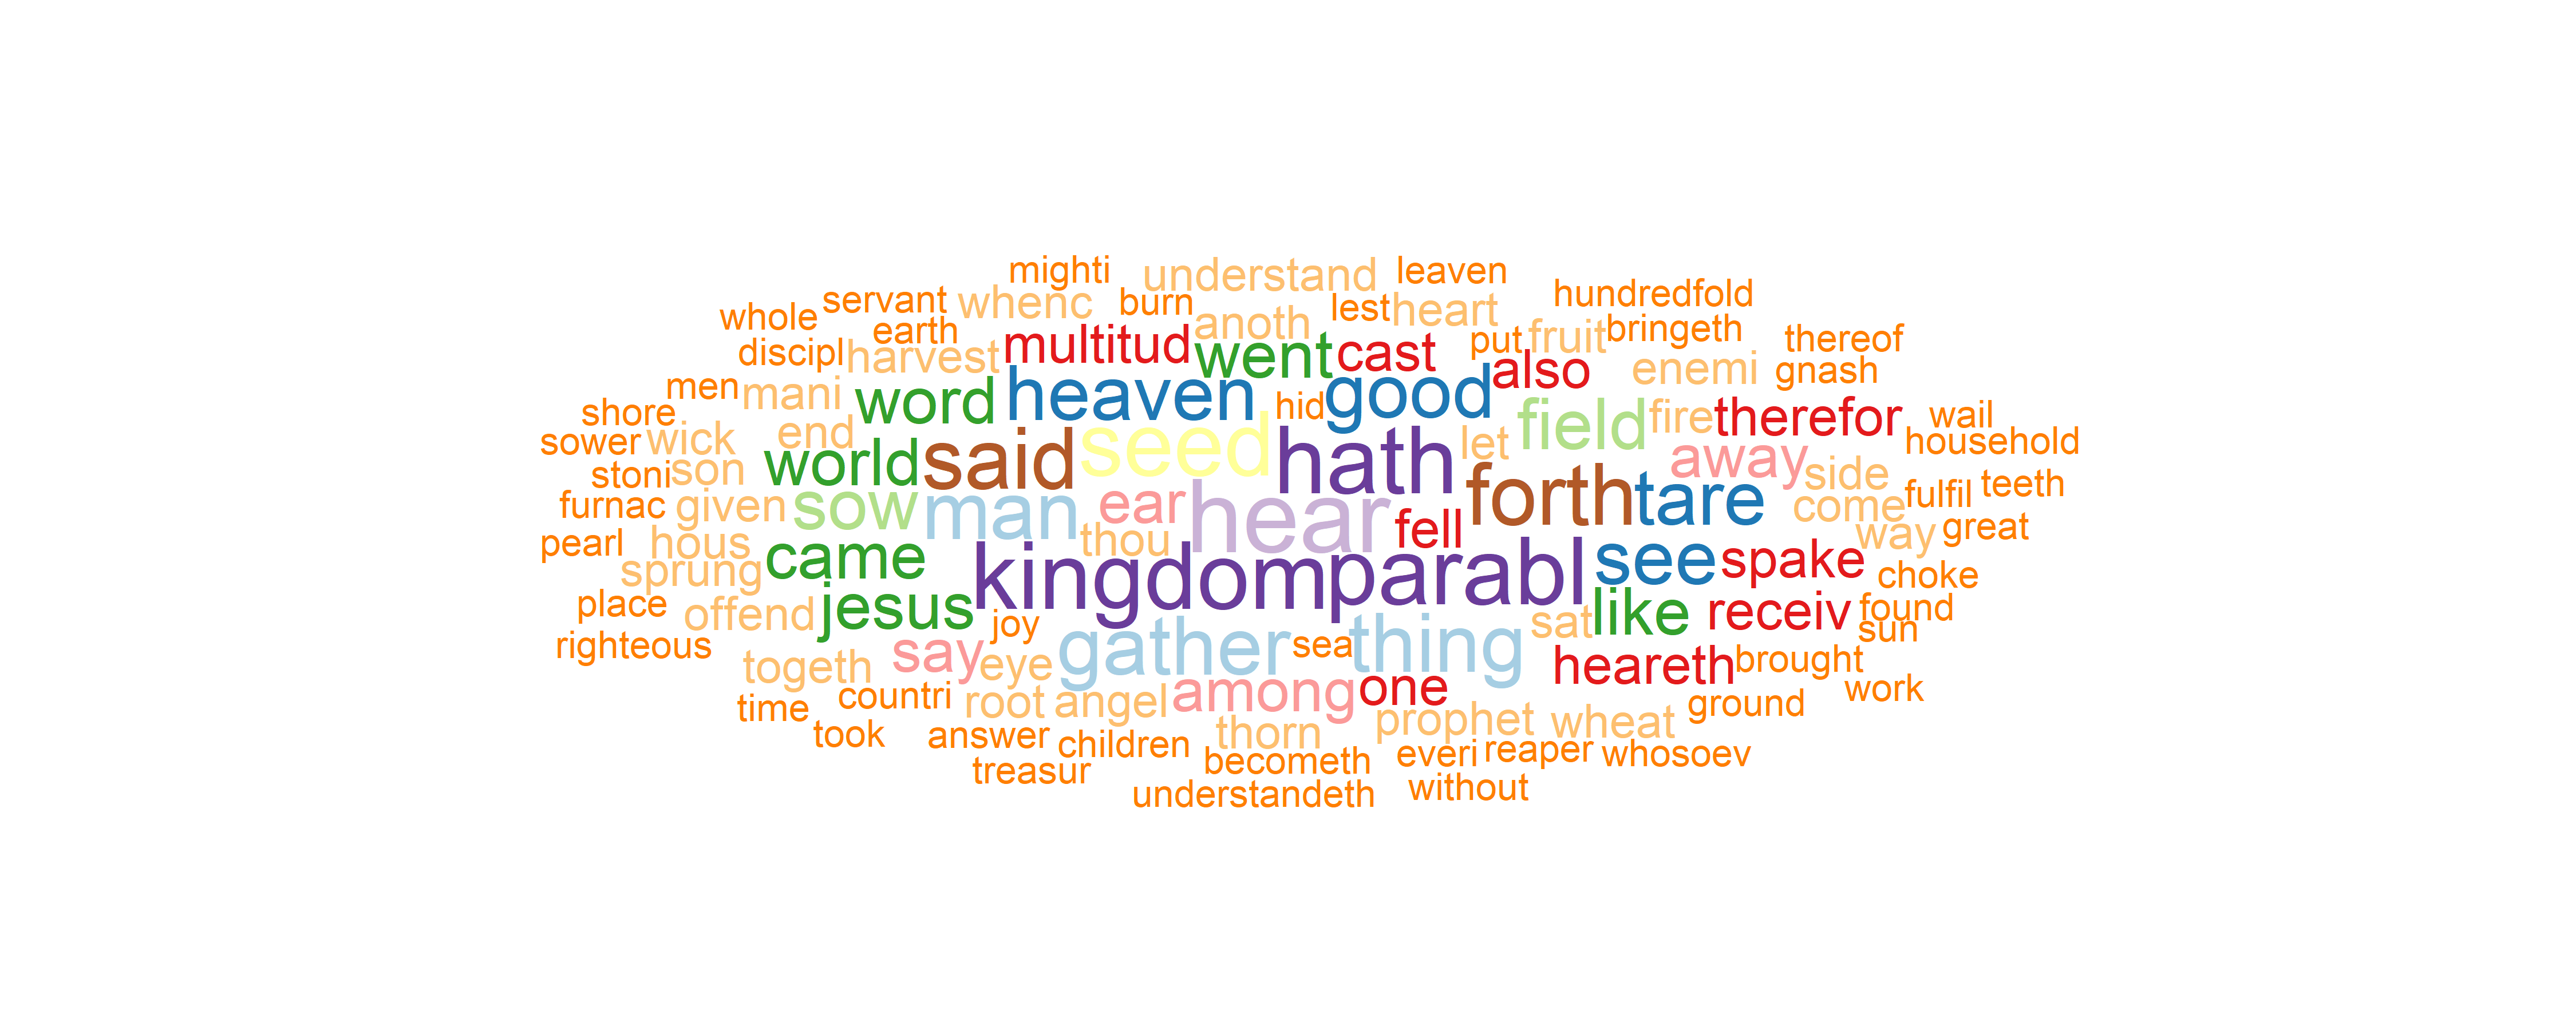 mighti understand leaven
servant whenc burn lest heart hundredfold
whole earth anoth put fruit bringeth thereof
discipl harvest multitud went cast also enemi gnash
men mani word heaven hid good field fire therefor wail
shore end household
sower wick world said seed hath let away side
stoni son forth tare fulfil teeth
furnac given sow man ear hear fell come great
pearl hous came thou kingdom parabl see spake way
sprung choke
place offend jesus joy like receiv found
righteous say gather sea thing sat sun
togeth eye heareth brought
time countri root angel among one ground work
took answer children thorn prophet wheat
treasur becometh everi reaper whosoev
understandeth without